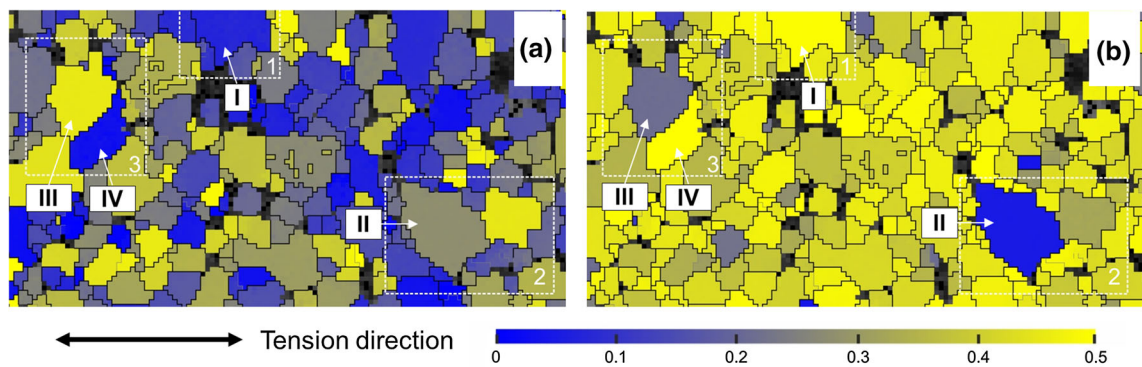 (a)
1
I
3
III
IV
II
2
(b)
1
I
3
III
IV
II
2
Tension direction
0
0.1
0.2
0.3
0.4
0.5